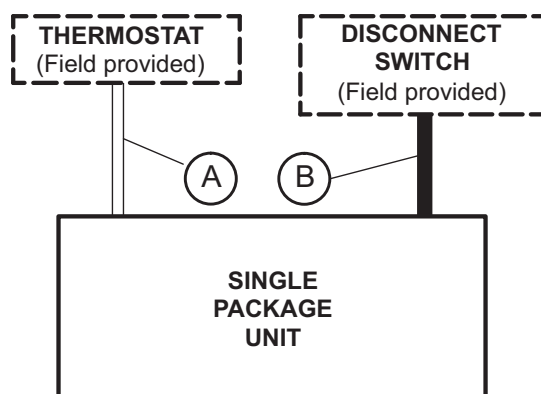 THERMOSTAT
(Field provided)
DISCONNECT
SWITCH
(Field provided)
A
B
SINGLE
PACKAGE
UNIT